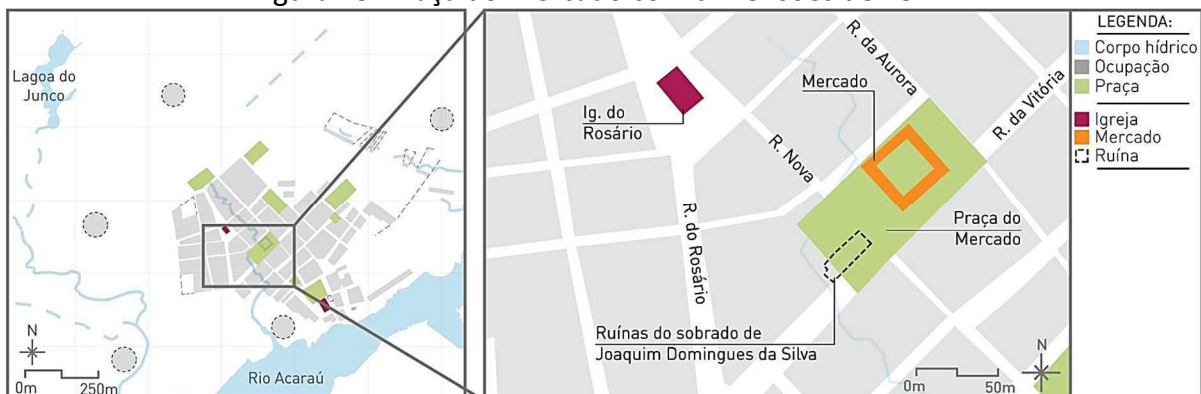 Lagoa do
Junco
N
0m
250m
Rio Acaraú
Ig. do
Rosário
Mercado
R. da Aurora
R. da Vitória
R. Nova
R. do Rosário
Praça do
Mercado
Ruínas do sobrado de
Joaquim Domingues da Silva
N
0m
50m
LEGENDA:
Corpo hídrico
Ocupação
Praça
Igreja
Mercado
Ruína